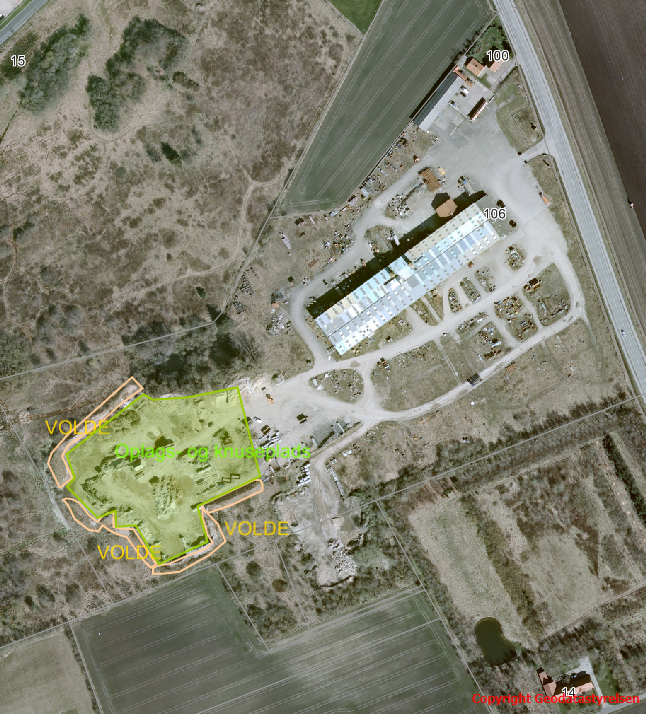 15
100
106
VOLDE
Oplags- og knuseplads
VOLDE
VOLDE
14
Copyright Geodatastyrelsen